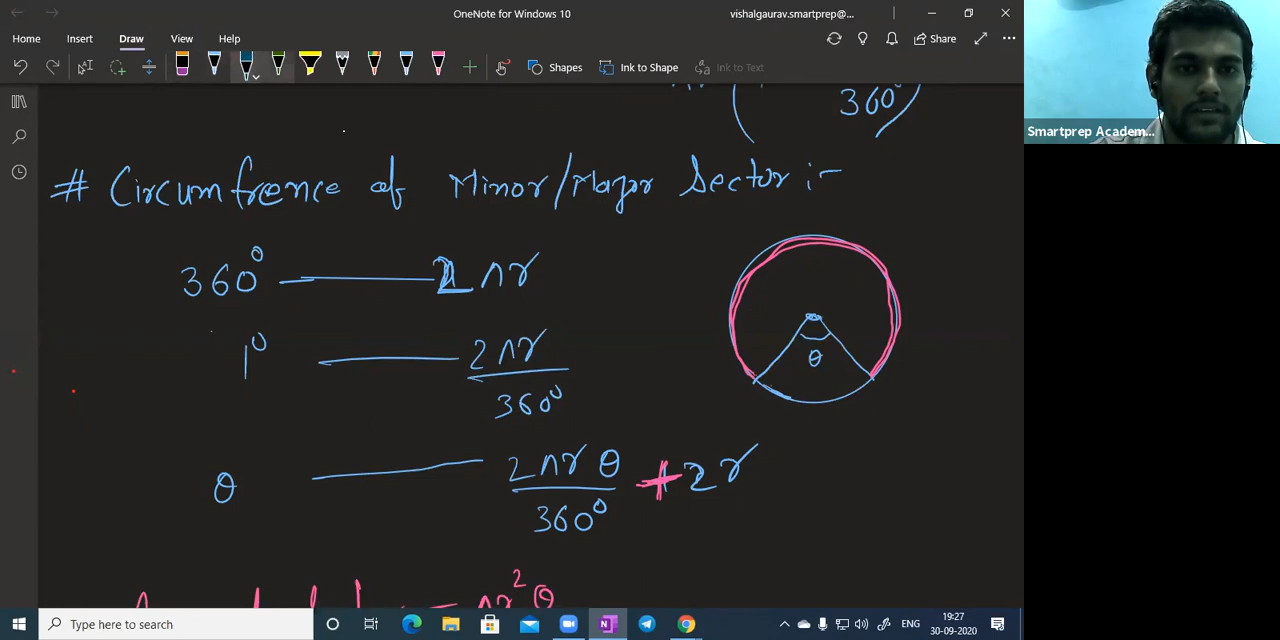 OneNote for Windows 10
vishalgaurav.smartprep@...
Home Insert Draw View Help
Share
Shapes Ink to Shape Ink to Text
360°
Smartprep Academ...
# Circumfrence of Minor/Major Sector :-
360° — 2πr
1° — 2πr
360°
θ
θ — 2πr θ + 2r
360°
πr² θ
Type here to search
ENG
19:27
30-09-2020